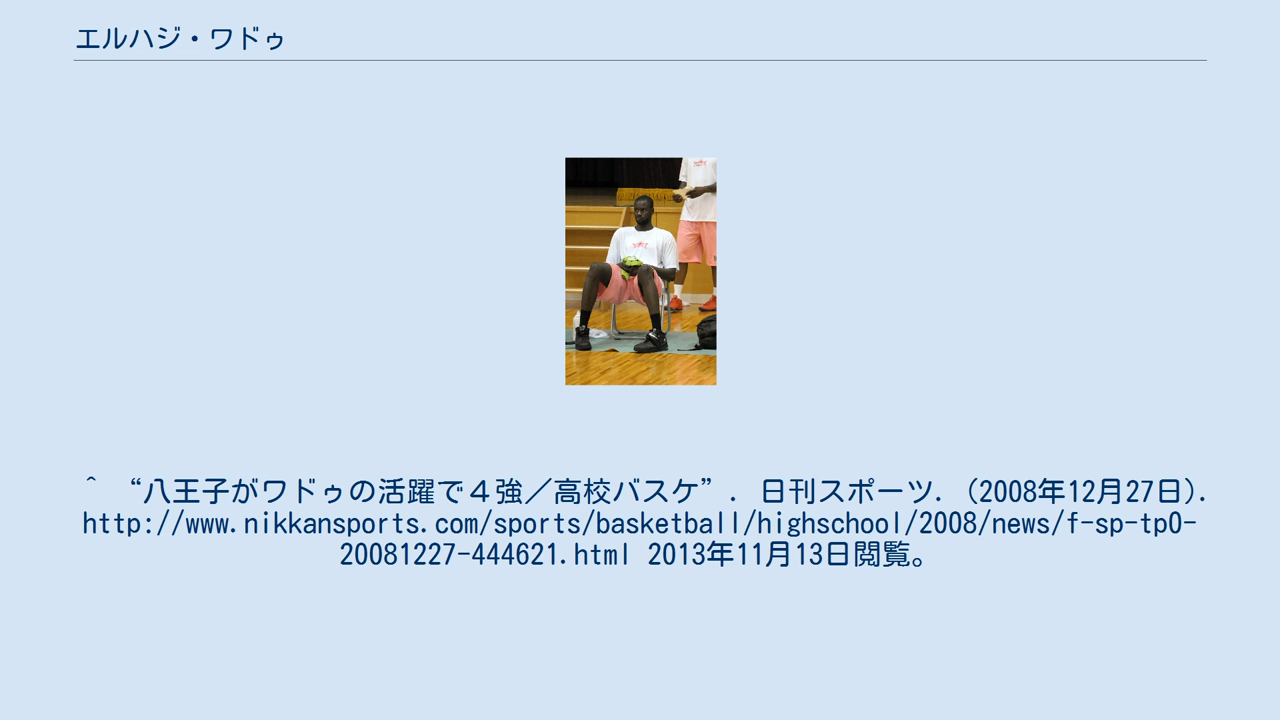 エルハジ・ワドゥ
^ “八王子がワドゥの活躍で４強／高校バスケ”. 日刊スポーツ. (2008年12月27日).
http://www.nikkansports.com/sports/basketball/highschool/2008/news/f-sp-tp0-
20081227-444621.html 2013年11月13日閲覧。